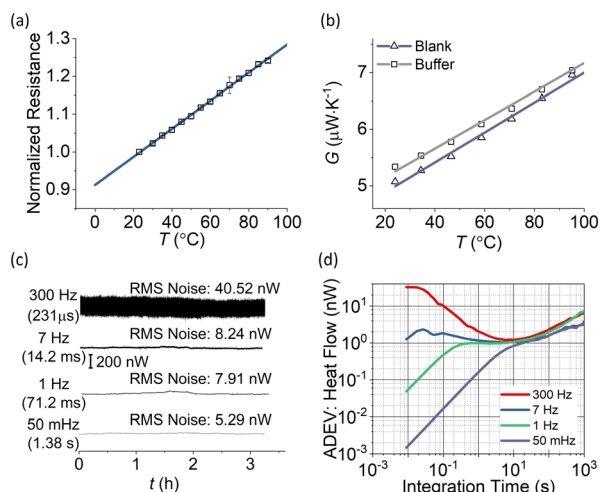 (a)
1.3
1.2
1.1
1.0
0.9
Normalized Resistance
0 20 40 60 80 100
T (°C)
(b)
Blank
Buffer
7
6
5
G (μW·K⁻¹)
20 40 60 80 100
T (°C)
(c)
300 Hz
(231μs)
RMS Noise: 40.52 nW
7 Hz
(14.2 ms)
RMS Noise: 8.24 nW
200 nW
1 Hz
(71.2 ms)
RMS Noise: 7.91 nW
50 mHz
(1.38 s)
RMS Noise: 5.29 nW
0 1 2 3
t (h)
(d)
ADEV: Heat Flow (nW)
10¹
10⁰
10⁻¹
10⁻²
10⁻³
300 Hz
7 Hz
1 Hz
50 mHz
10⁻³ 10⁻¹ 10¹ 10³
Integration Time (s)